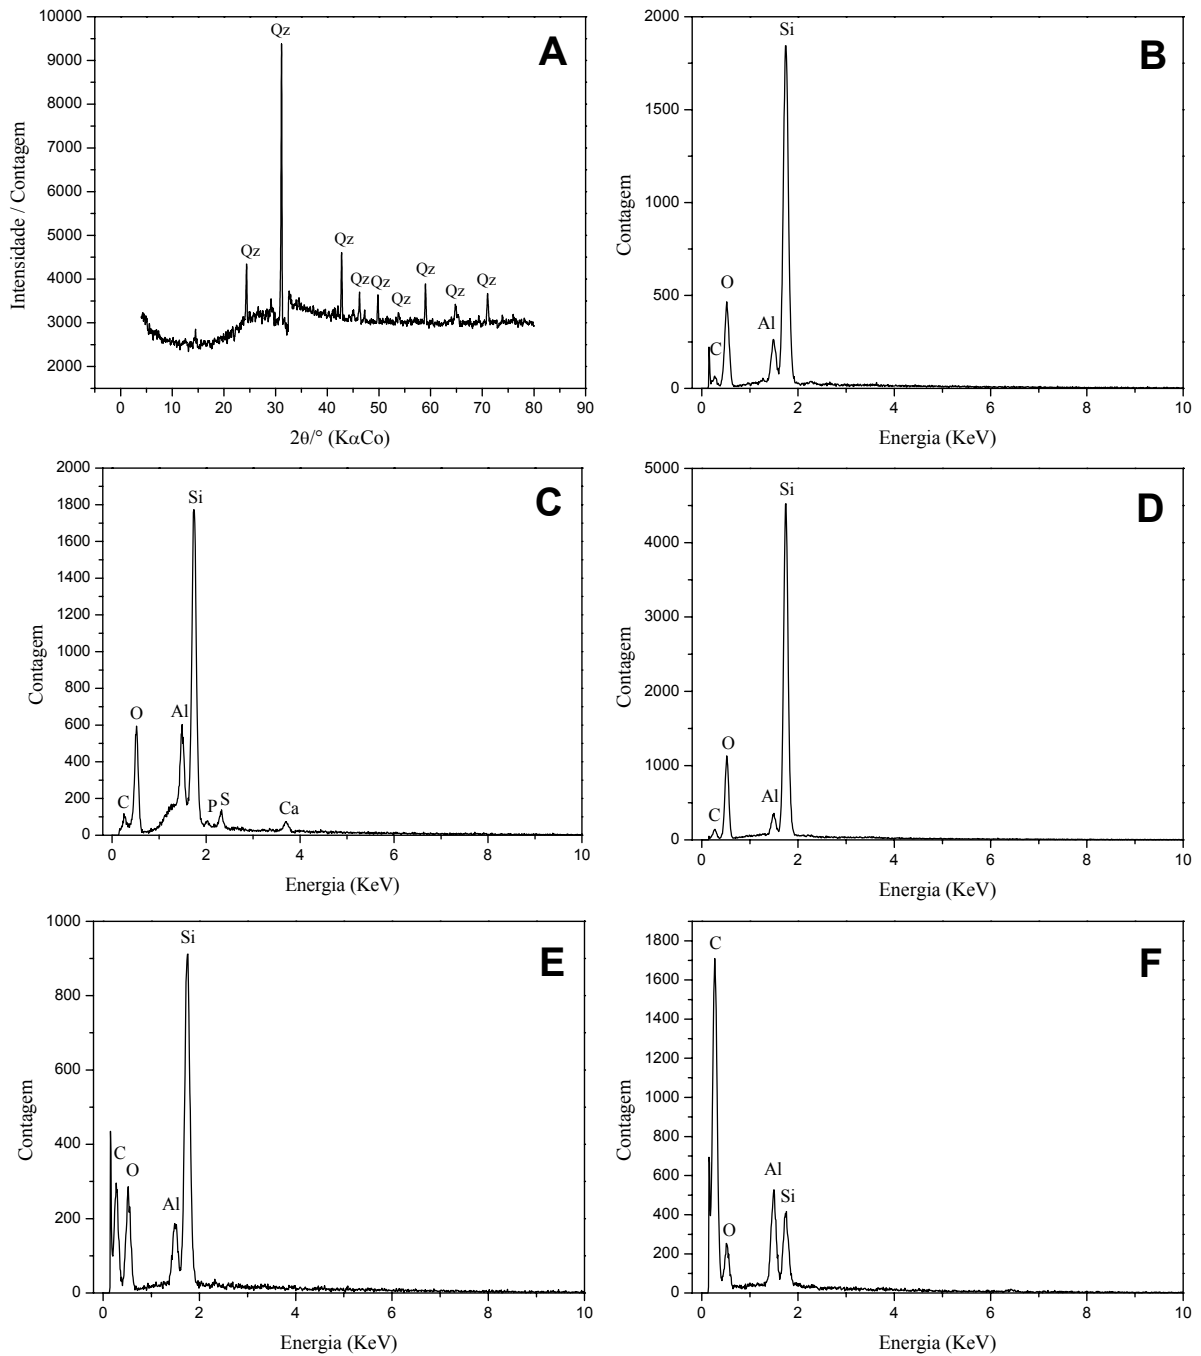 A
10000
9000
8000
7000
6000
5000
4000
3000
2000
Intensidade / Contagem
Qz
Qz
Qz
Qz
Qz
Qz
Qz
Qz
Qz
0 10 20 30 40 50 60 70 80 90
2θ/° (KαCo)
B
2000
1500
1000
500
0
Contagem
C
O
Al
Si
0 2 4 6 8 10
Energia (KeV)
C
2000
1800
1600
1400
1200
1000
800
600
400
200
0
Contagem
C
O
Al
Si
P
S
Ca
0 2 4 6 8 10
Energia (KeV)
D
5000
4000
2000
1000
0
Contagem
C
O
Al
Si
0 2 4 6 8 10
Energia (KeV)
E
1000
800
600
400
200
0
Contagem
C
O
Al
Si
0 2 4 6 8 10
Energia (KeV)
F
1800
1600
1400
1200
1000
800
600
400
200
0
Contagem
C
O
Al
Si
0 2 4 6 8 10
Energia (KeV)